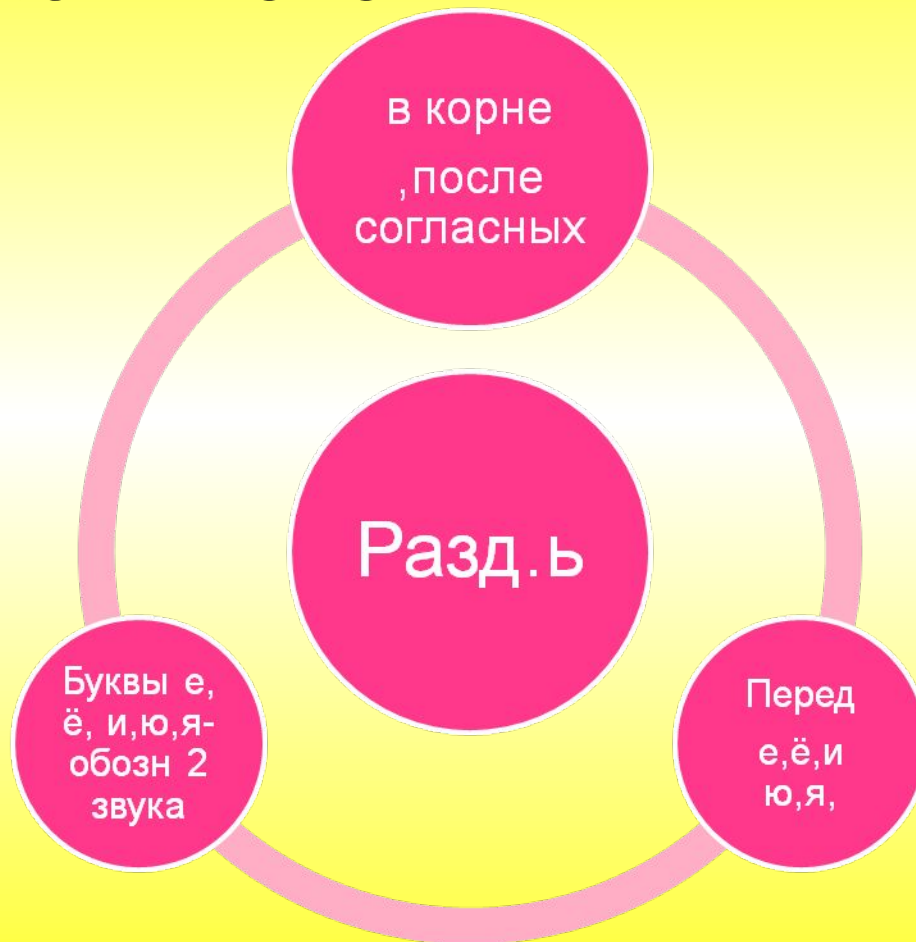 в корне
,после
согласных
Разд.ь
Буквы е,
ё, и,ю,я-
обозн 2
звука
Перед
е,ё,и
ю,я,